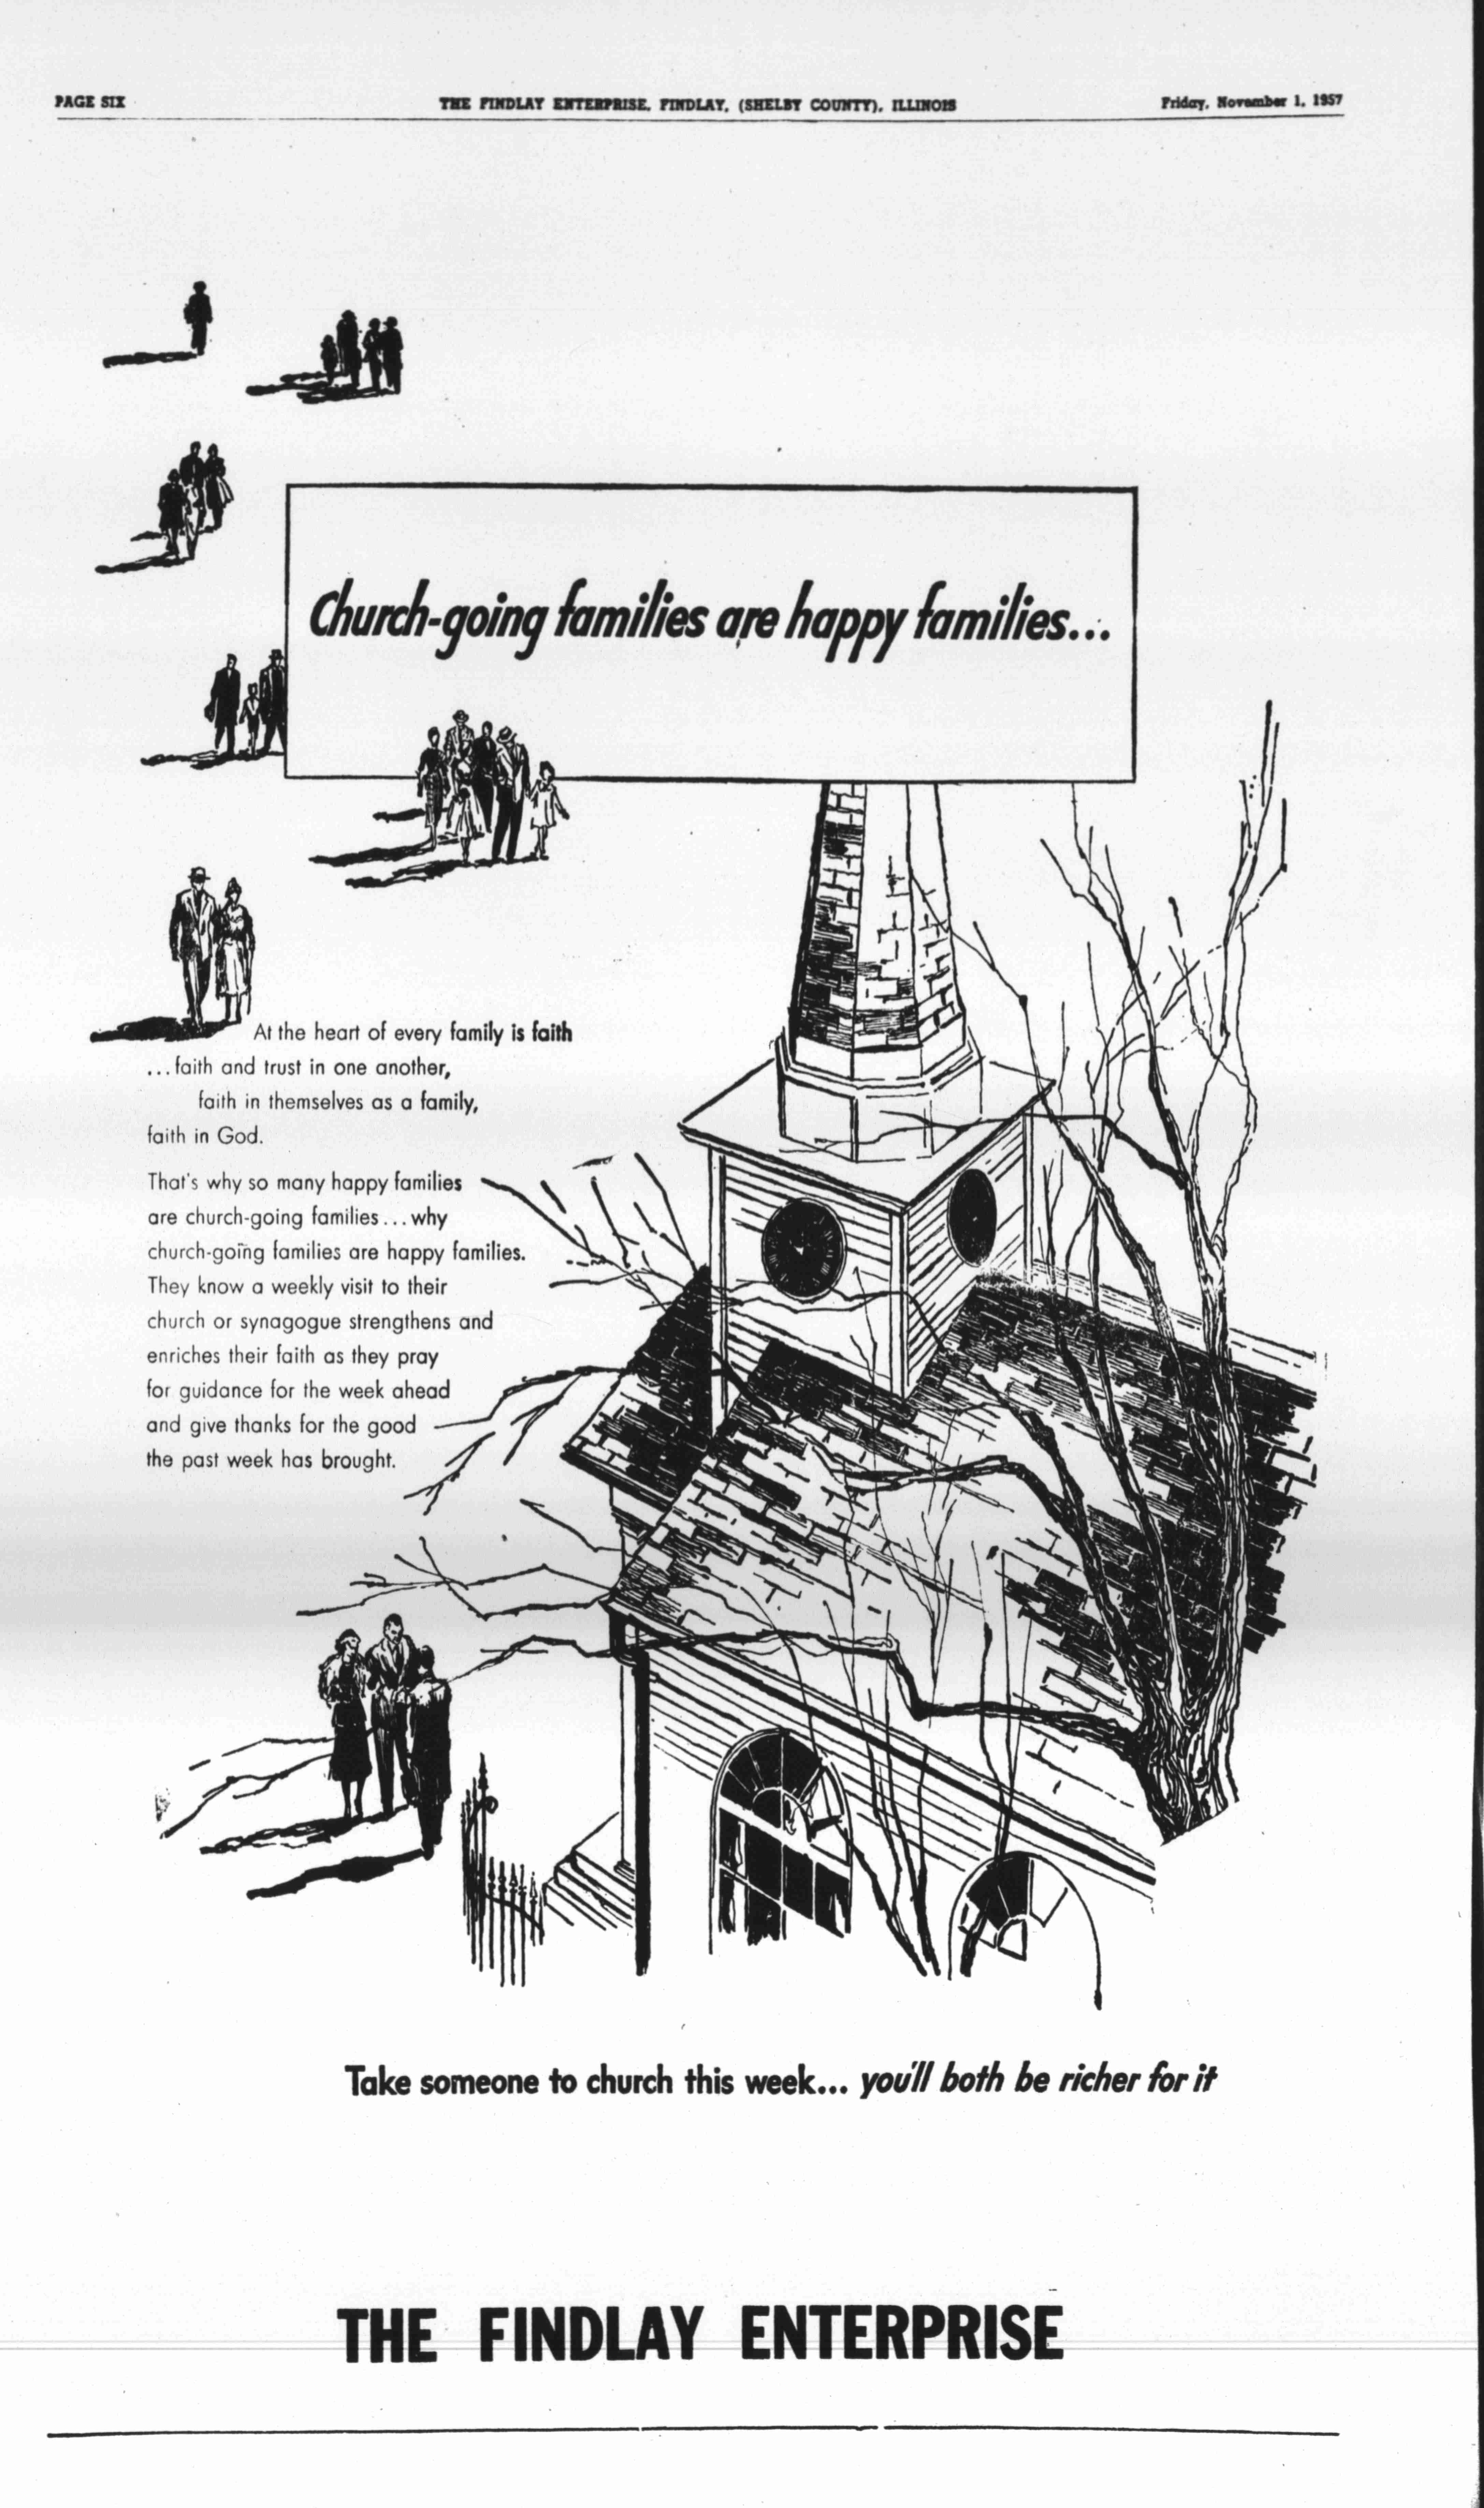 PAGE SIX
THE FINDLAY ENTERPRISE, FINDLAY, (SHELBY COUNTY), ILLINOIS
Friday, November 1, 1957
Church-going families are happy families...
At the heart of every family is faith
...faith and trust in one another,
faith in themselves as a family,
faith in God.
That's why so many happy families
are church-going families...why
church-going families are happy families.
They know a weekly visit to their
church or synagogue strengthens and
enriches their faith as they pray
for guidance for the week ahead
and give thanks for the good
the past week has brought.
Take someone to church this week... you'll both be richer for it
THE FINDLAY ENTERPRISE